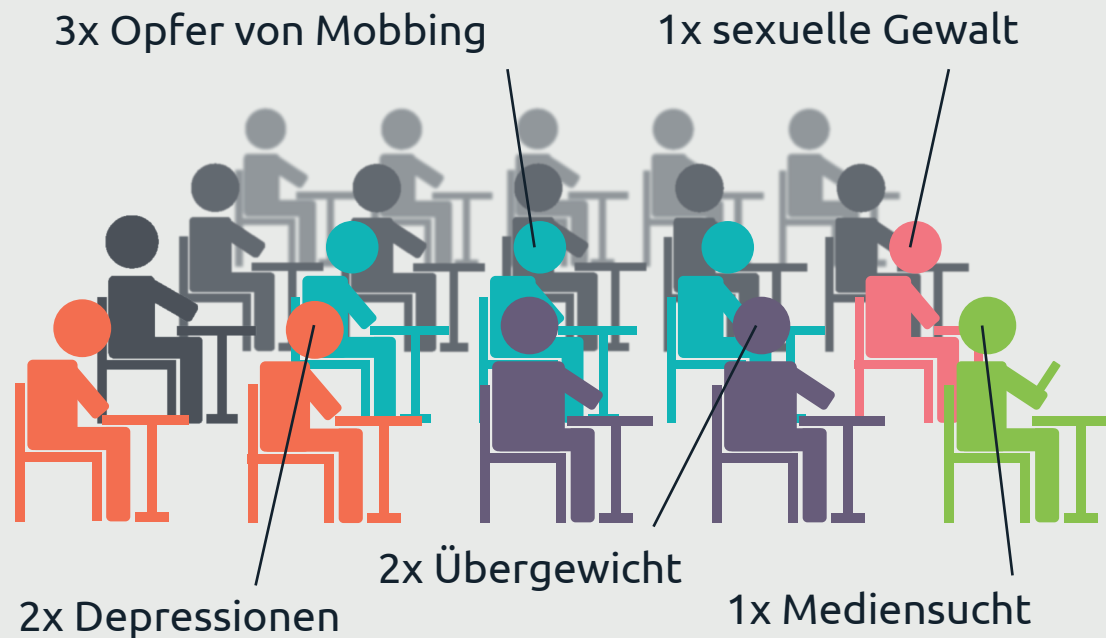 3x Opfer von Mobbing
1x sexuelle Gewalt
2x Übergewicht
2x Depressionen
1x Mediensucht